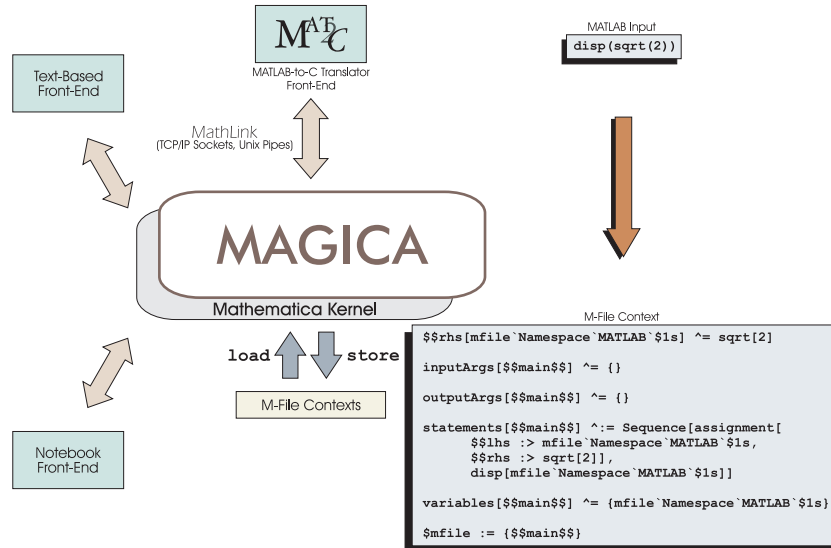 MAT2C
MATLAB-to-C Translator
Front-End
Text-Based
Front-End
MathLink
(TCP/IP Sockets, Unix Pipes)
MAGICA
Mathematica Kernel
load
store
M-File Contexts
Notebook
Front-End
MATLAB Input
disp(sqrt(2))
M-File Context
$$rhs[mfile`Namespace`MATLAB`$1s] ^= sqrt[2]
inputArgs[$$main$$] ^= {}
outputArgs[$$main$$] ^= {}
statements[$$main$$] ^:= Sequence[assignment[
$$lhs :> mfile`Namespace`MATLAB`$1s,
$$rhs :> sqrt[2]],
disp[mfile`Namespace`MATLAB`$1s]]
variables[$$main$$] ^= {mfile`Namespace`MATLAB`$1s}
$mfile := {$$main$$}